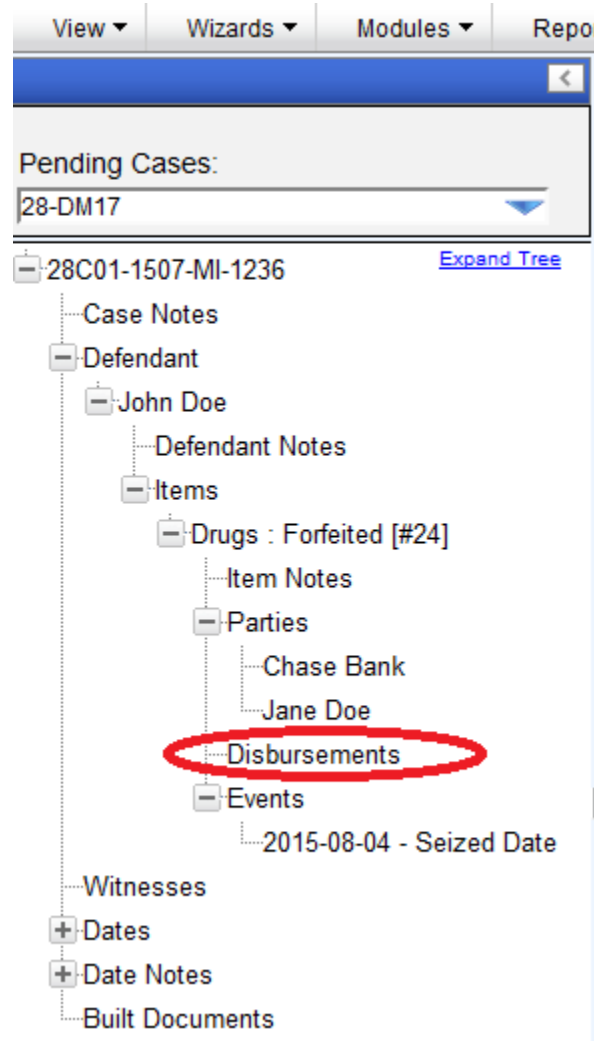 View Wizards Modules Repo
Pending Cases:
28-DM17
28C01-1507-MI-1236 Expand Tree
Case Notes
Defendant
John Doe
Defendant Notes
Items
Drugs : Forfeited [#24]
Item Notes
Parties
Chase Bank
Jane Doe
Disbursements
Events
2015-08-04 - Seized Date
Witnesses
Dates
Date Notes
Built Documents